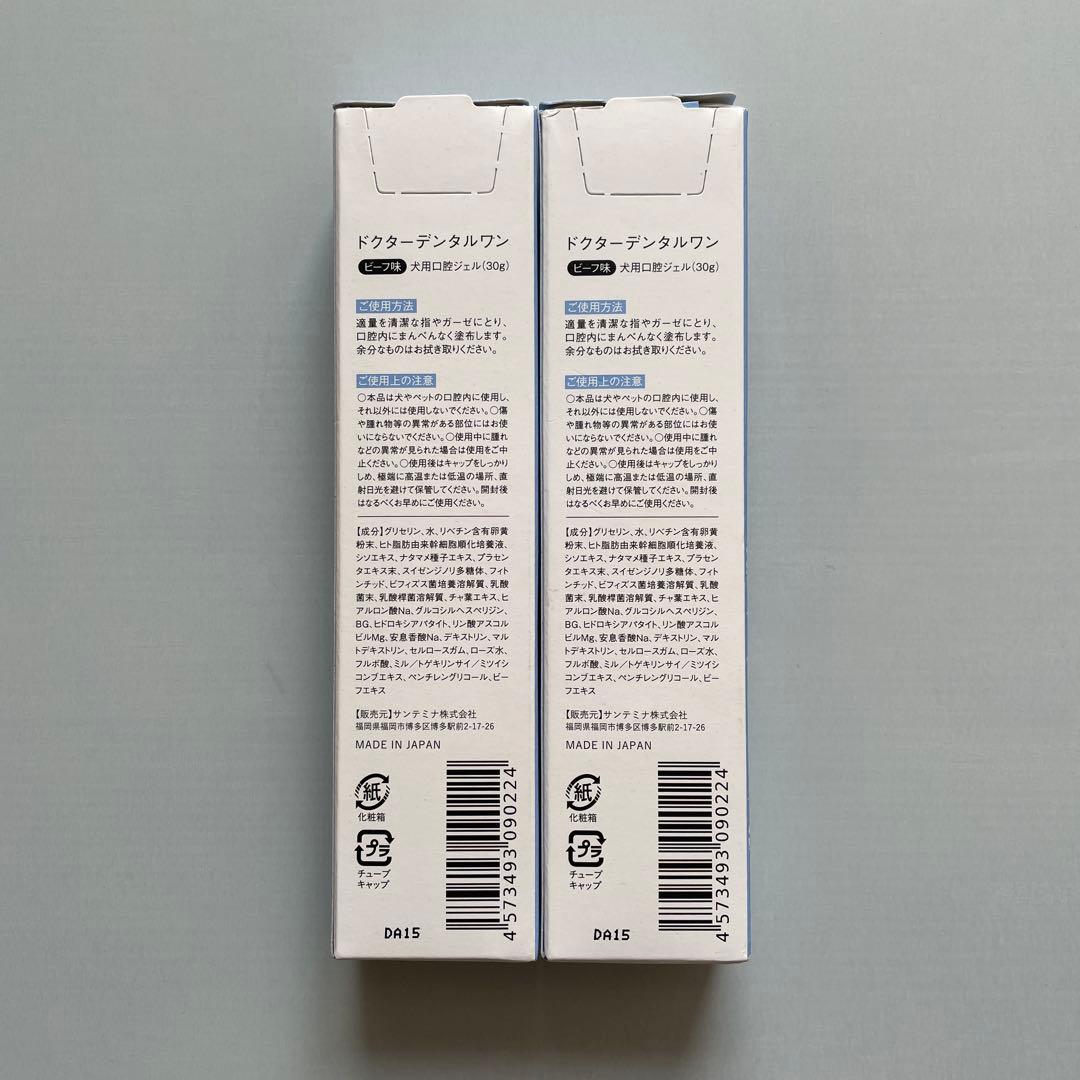 ドクターデンタルワン
ビーフ味 犬用口腔ジェル(30g)
ご使用方法
適量を清潔な指やガーゼにとり、
口腔内にまんべんなく塗布します。
余分なものはお拭き取りください。
ご使用上の注意
○本品は犬やペットの口腔内に使用し、
それ以外には使用しないでください。○傷
や腫れ物等の異常がある部位にはお使
いにならないでください。○使用中に腫れ
などの異常が見られた場合は使用をご中
止ください。○使用後はキャップをしっかり
しめ、極端に高温または低温の場所、直
射日光を避けて保管してください。開封後
はなるべくお早めにご使用ください。
【成分】グリセリン、水、リベチン含有卵黄
粉末、ヒト脂肪由来幹細胞順化培養液、
シソエキス、ナタマメ種子エキス、プラセン
タエキス末、スイゼンジノリ多糖体、フィト
ンチッド、ビフィズス菌培養溶解質、乳酸
菌末、乳酸桿菌溶解質、チャ葉エキス、ヒ
アルロン酸Na、グルコシルヘスペリジン、
BG、ヒドロキシアパタイト、リン酸アスコル
ビルMg、安息香酸Na、デキストリン、マル
トデキストリン、セルロースガム、ローズ水、
フルボ酸、ミル／トゲキリンサイ／ミツイシ
コンブエキス、ペンチレングリコール、ビー
フエキス
【販売元】サンテミナ株式会社
福岡県福岡市博多区博多駅前2-17-26
MADE IN JAPAN
紙
化粧箱
プラ
チューブ
キャップ
DA15
4 573493 090224
ドクターデンタルワン
ビーフ味 犬用口腔ジェル(30g)
ご使用方法
適量を清潔な指やガーゼにとり、
口腔内にまんべんなく塗布します。
余分なものはお拭き取りください。
ご使用上の注意
○本品は犬やペットの口腔内に使用し、
それ以外には使用しないでください。○傷
や腫れ物等の異常がある部位にはお使
いにならないでください。○使用中に腫れ
などの異常が見られた場合は使用をご中
止ください。○使用後はキャップをしっかり
しめ、極端に高温または低温の場所、直
射日光を避けて保管してください。開封後
はなるべくお早めにご使用ください。
【成分】グリセリン、水、リベチン含有卵黄
粉末、ヒト脂肪由来幹細胞順化培養液、
シソエキス、ナタマメ種子エキス、プラセン
タエキス末、スイゼンジノリ多糖体、フィト
ンチッド、ビフィズス菌培養溶解質、乳酸
菌末、乳酸桿菌溶解質、チャ葉エキス、ヒ
アルロン酸Na、グルコシルヘスペリジン、
BG、ヒドロキシアパタイト、リン酸アスコル
ビルMg、安息香酸Na、デキストリン、マル
トデキストリン、セルロースガム、ローズ水、
フルボ酸、ミル／トゲキリンサイ／ミツイシ
コンブエキス、ペンチレングリコール、ビー
フエキス
【販売元】サンテミナ株式会社
福岡県福岡市博多区博多駅前2-17-26
MADE IN JAPAN
紙
化粧箱
プラ
チューブ
キャップ
DA15
4 573493 090224